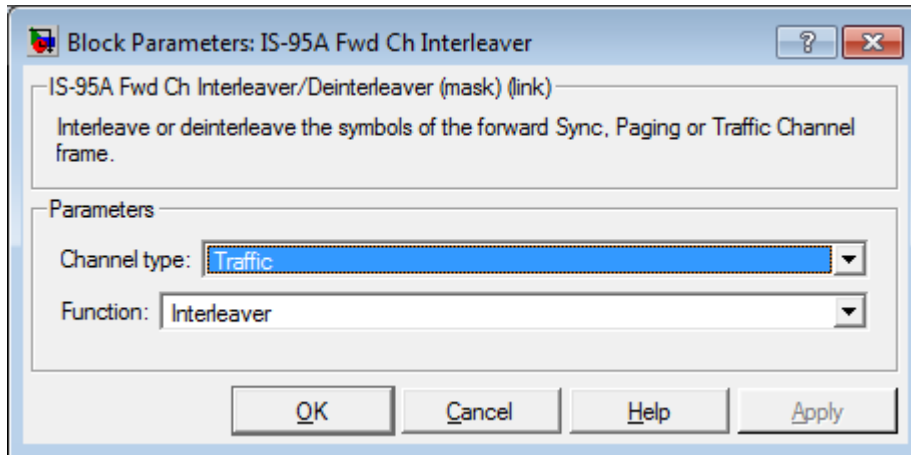 Block Parameters: IS-95A Fwd Ch Interleaver
?
IS-95A Fwd Ch Interleaver/Deinterleaver (mask) (link)
Interleave or deinterleave the symbols of the forward Sync, Paging or Traffic Channel
frame.
Parameters
Channel type: Traffic
Function: Interleaver
OK Cancel Help Apply